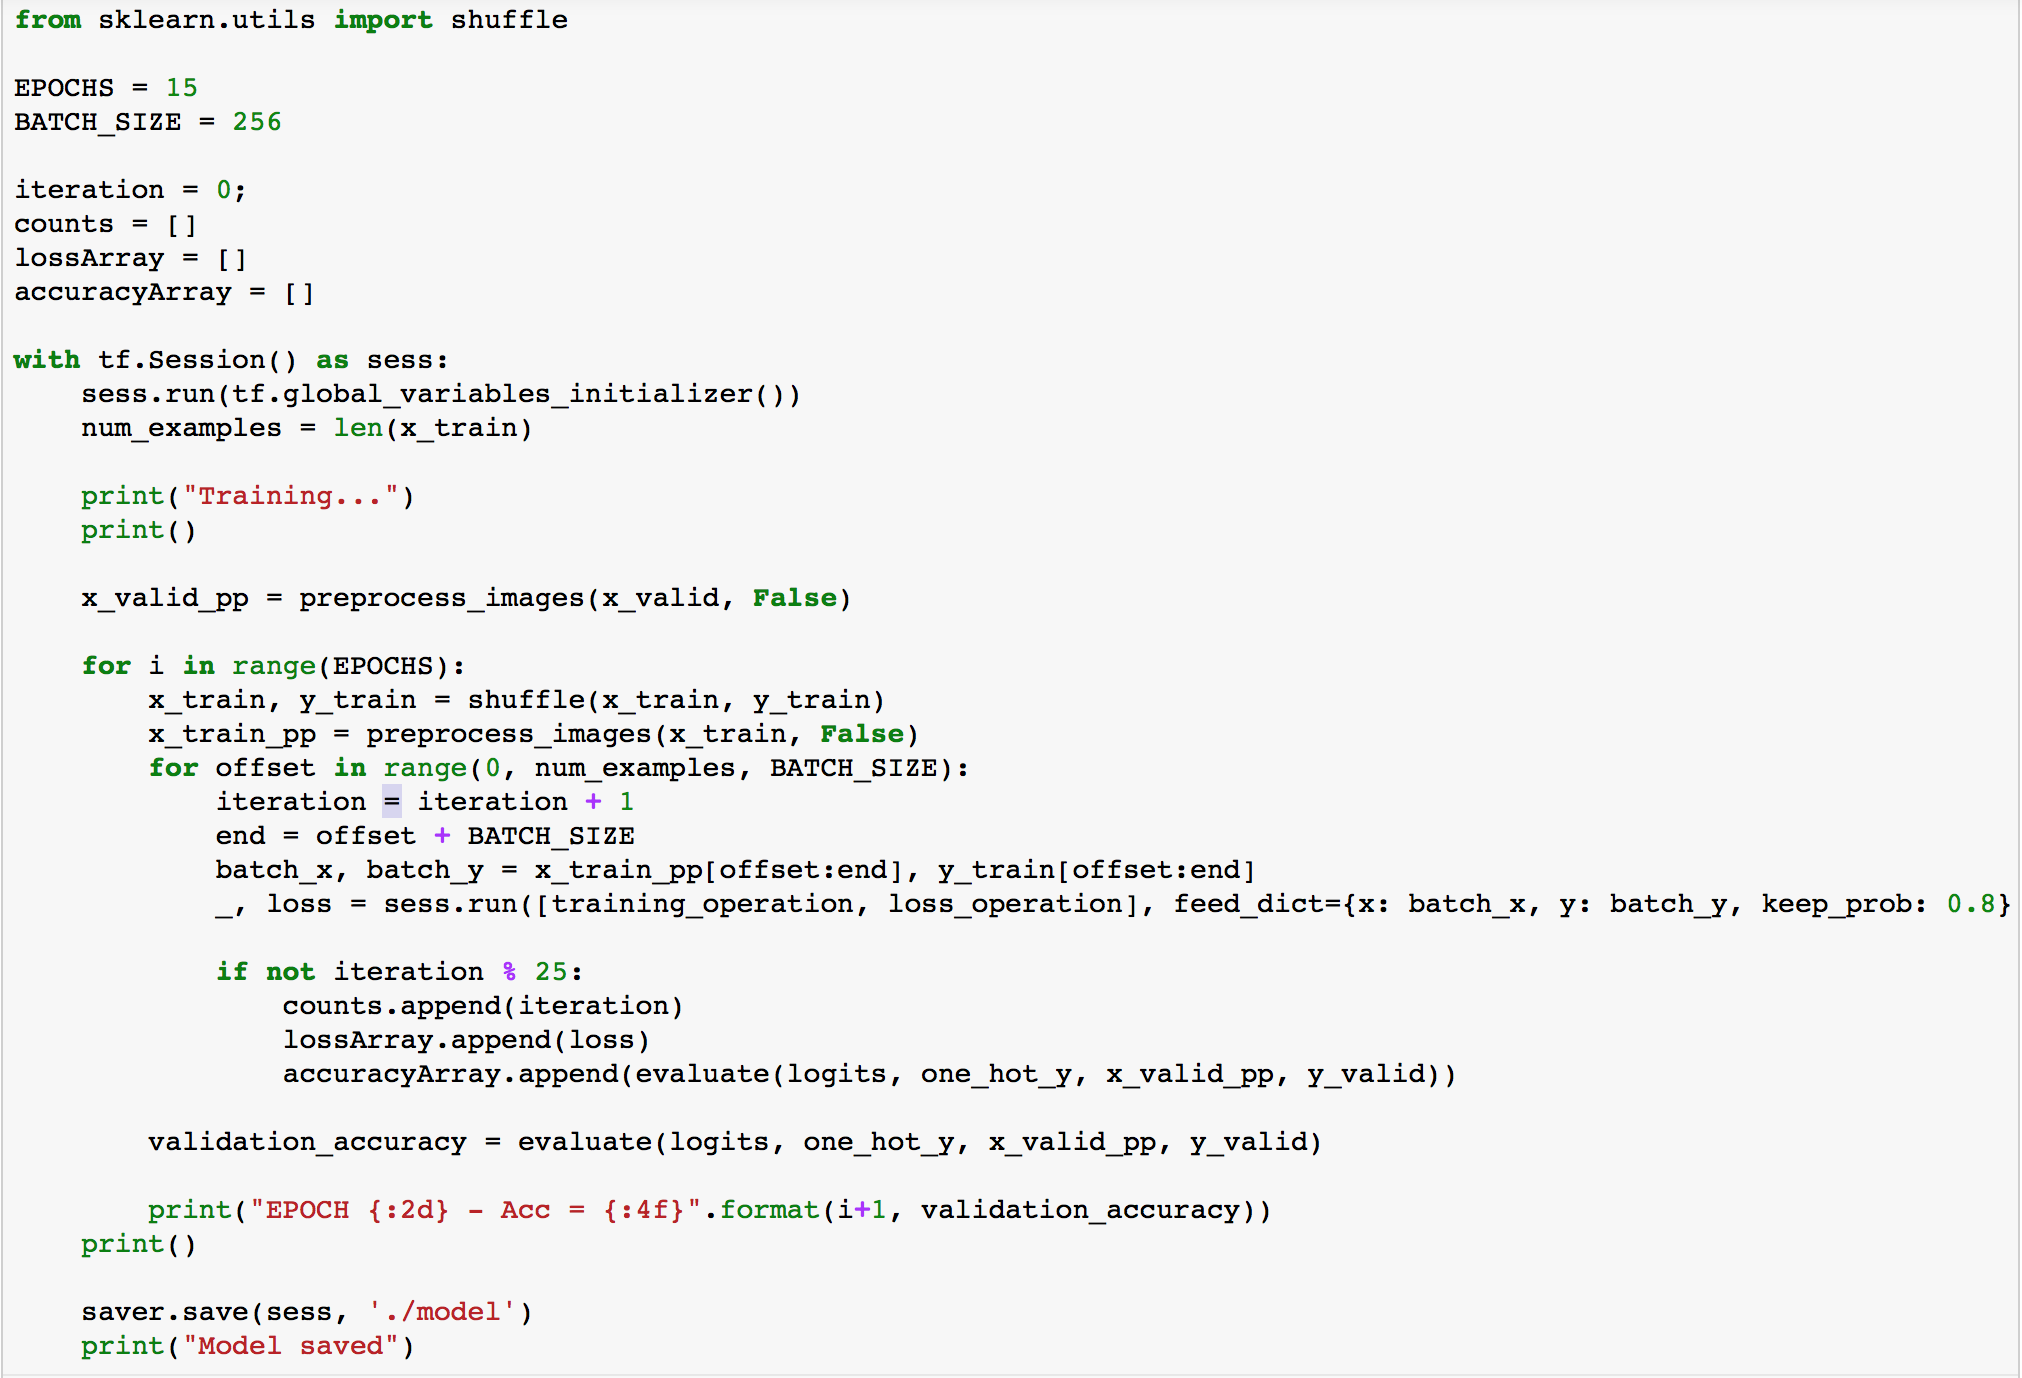 from sklearn.utils import shuffle

EPOCHS = 15
BATCH_SIZE = 256

iteration = 0;
counts = []
lossArray = []
accuracyArray = []

with tf.Session() as sess:
    sess.run(tf.global_variables_initializer())
    num_examples = len(x_train)

    print("Training...")
    print()

    x_valid_pp = preprocess_images(x_valid, False)

    for i in range(EPOCHS):
        x_train, y_train = shuffle(x_train, y_train)
        x_train_pp = preprocess_images(x_train, False)
        for offset in range(0, num_examples, BATCH_SIZE):
            iteration = iteration + 1
            end = offset + BATCH_SIZE
            batch_x, batch_y = x_train_pp[offset:end], y_train[offset:end]
            _, loss = sess.run([training_operation, loss_operation], feed_dict={x: batch_x, y: batch_y, keep_prob: 0.8}

            if not iteration % 25:
                counts.append(iteration)
                lossArray.append(loss)
                accuracyArray.append(evaluate(logits, one_hot_y, x_valid_pp, y_valid))

        validation_accuracy = evaluate(logits, one_hot_y, x_valid_pp, y_valid)

        print("EPOCH {:2d} - Acc = {:4f}".format(i+1, validation_accuracy))
    print()

    saver.save(sess, './model')
    print("Model saved")